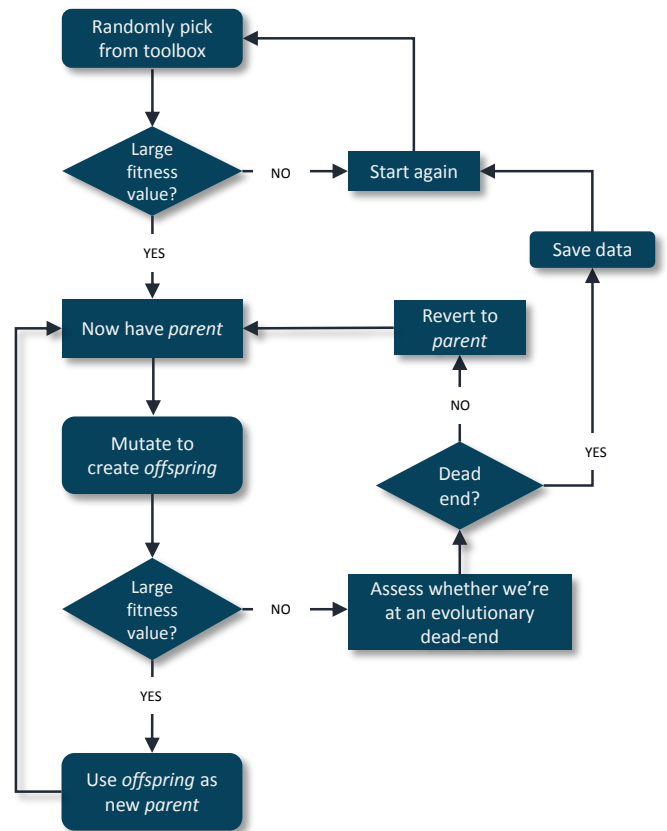 Randomly pick
from toolbox
Large
fitness
value?
NO
Start again
YES
Save data
Now have parent
Revert to
parent
NO
Mutate to
create offspring
Dead
end?
YES
Large
fitness
value?
NO
Assess whether we’re
at an evolutionary
dead-end
YES
Use offspring as
new parent